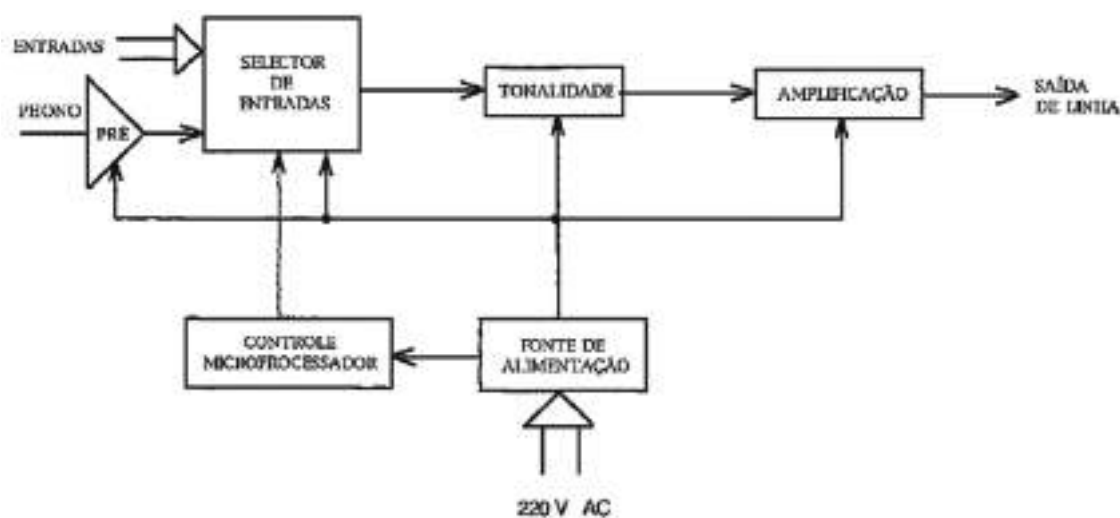 ENTRADAS
PHONO
PRÉ
SELECTOR
DE
ENTRADAS
TONALIDADE
AMPLIFICAÇÃO
SAÍDA
DE LINHA
CONTROLE
MICROPROCESSADOR
FONTE DE
ALIMENTAÇÃO
220 V AC